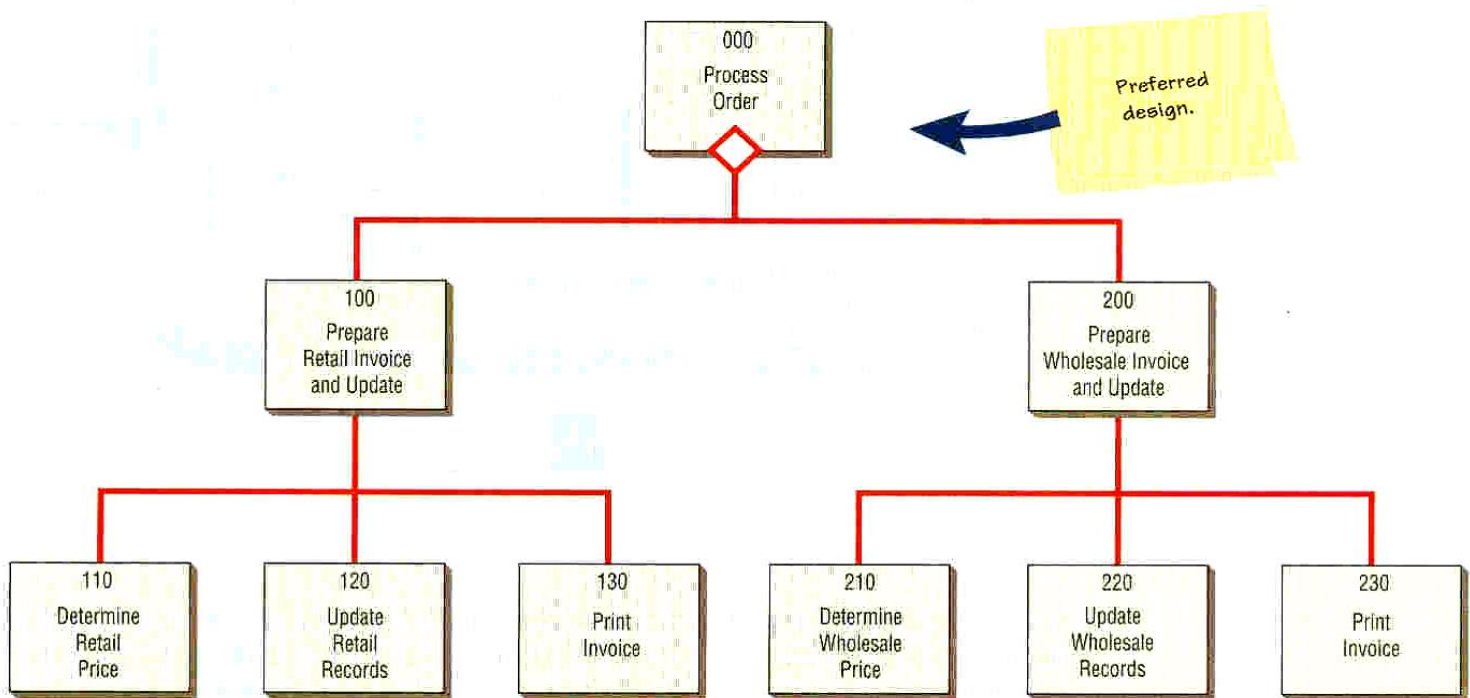 000
Process
Order
Preferred
design.
100
Prepare
Retail Invoice
and Update
200
Prepare
Wholesale Invoice
and Update
110
Determine
Retail
Price
120
Update
Retail
Records
130
Print
Invoice
210
Determine
Wholesale
Price
220
Update
Wholesale
Records
230
Print
Invoice